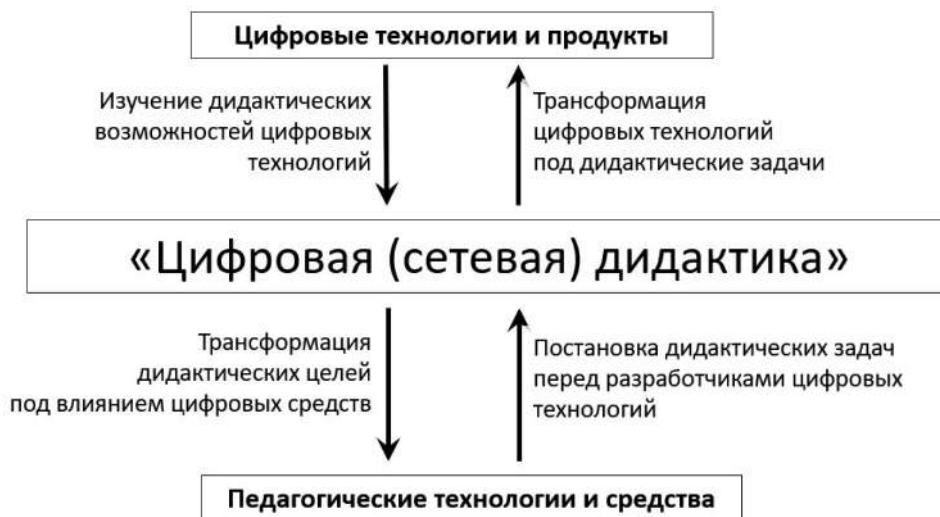 Цифровые технологии и продукты
Изучение дидактических
возможностей цифровых
технологий
Трансформация
цифровых технологий
под дидактические задачи
«Цифровая (сетевая) дидактика»
Трансформация
дидактических целей
под влиянием цифровых средств
Постановка дидактических задач
перед разработчиками цифровых
технологий
Педагогические технологии и средства